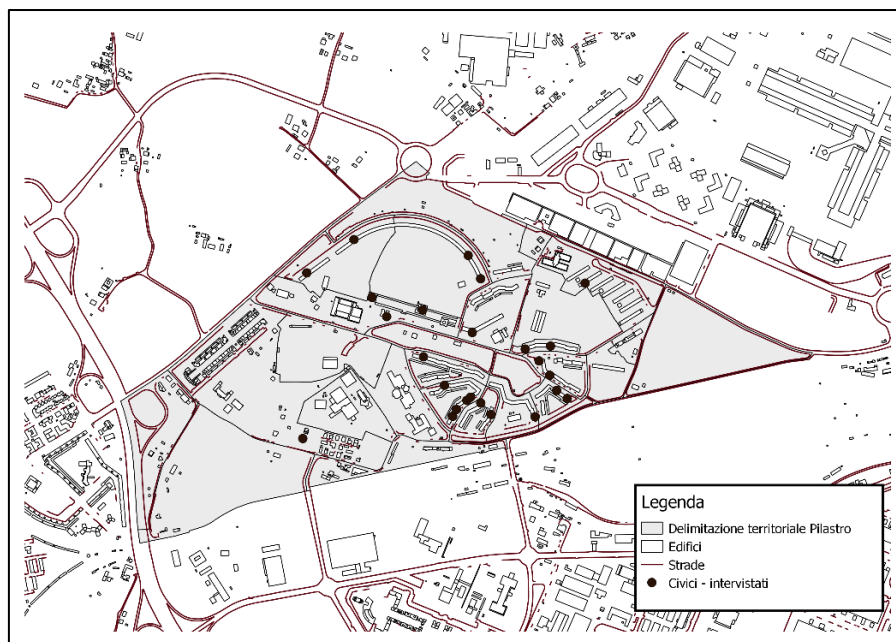 Legenda
Delimitazione territoriale Pilastro
Edifici
Strade
Civici - intervistati